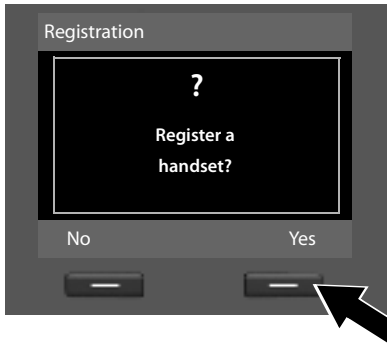 Registration
?
Register a
handset?
No Yes